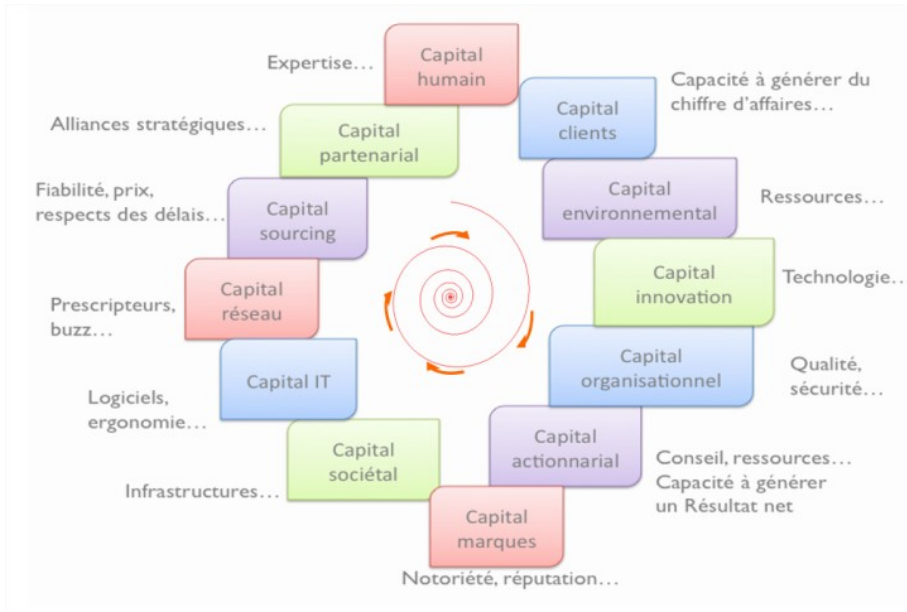 Expertise…
Capital
humain
Capacité à générer du
chiffre d'affaires…
Capital
clients
Alliances stratégiques…
Capital
partenarial
Fiabilité, prix,
respects des délais…
Capital
sourcing
Capital
environnemental
Ressources…
Capital
innovation
Technologie…
Prescripteurs,
buzz…
Capital
réseau
Capital
organisationnel
Qualité,
sécurité…
Logiciels,
ergonomie…
Capital IT
Capital
actionnarial
Conseil, ressources…
Capacité à générer
un Résultat net
Infrastructures…
Capital
sociétal
Capital
marques
Notoriété, réputation…